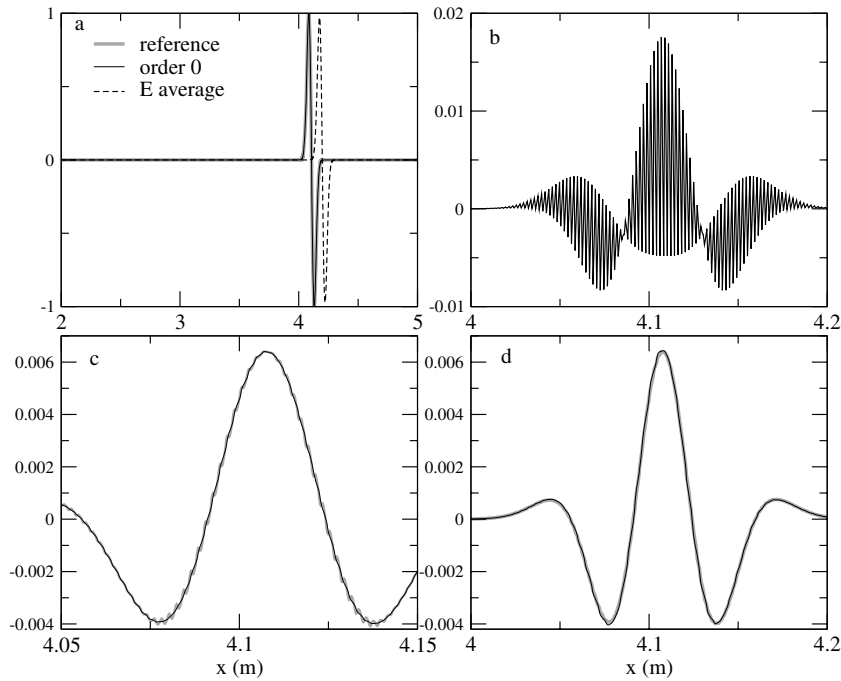 a
reference
order 0
E average
1
0
-1
2 3 4 5
b
0.02
0.01
0
-0.01
4 4.1 4.2
c
0.006
0.004
0.002
0
-0.002
-0.004
4.05 4.1 4.15
x (m)
d
0.006
0.004
0.002
0
-0.002
-0.004
4 4.1 4.2
x (m)